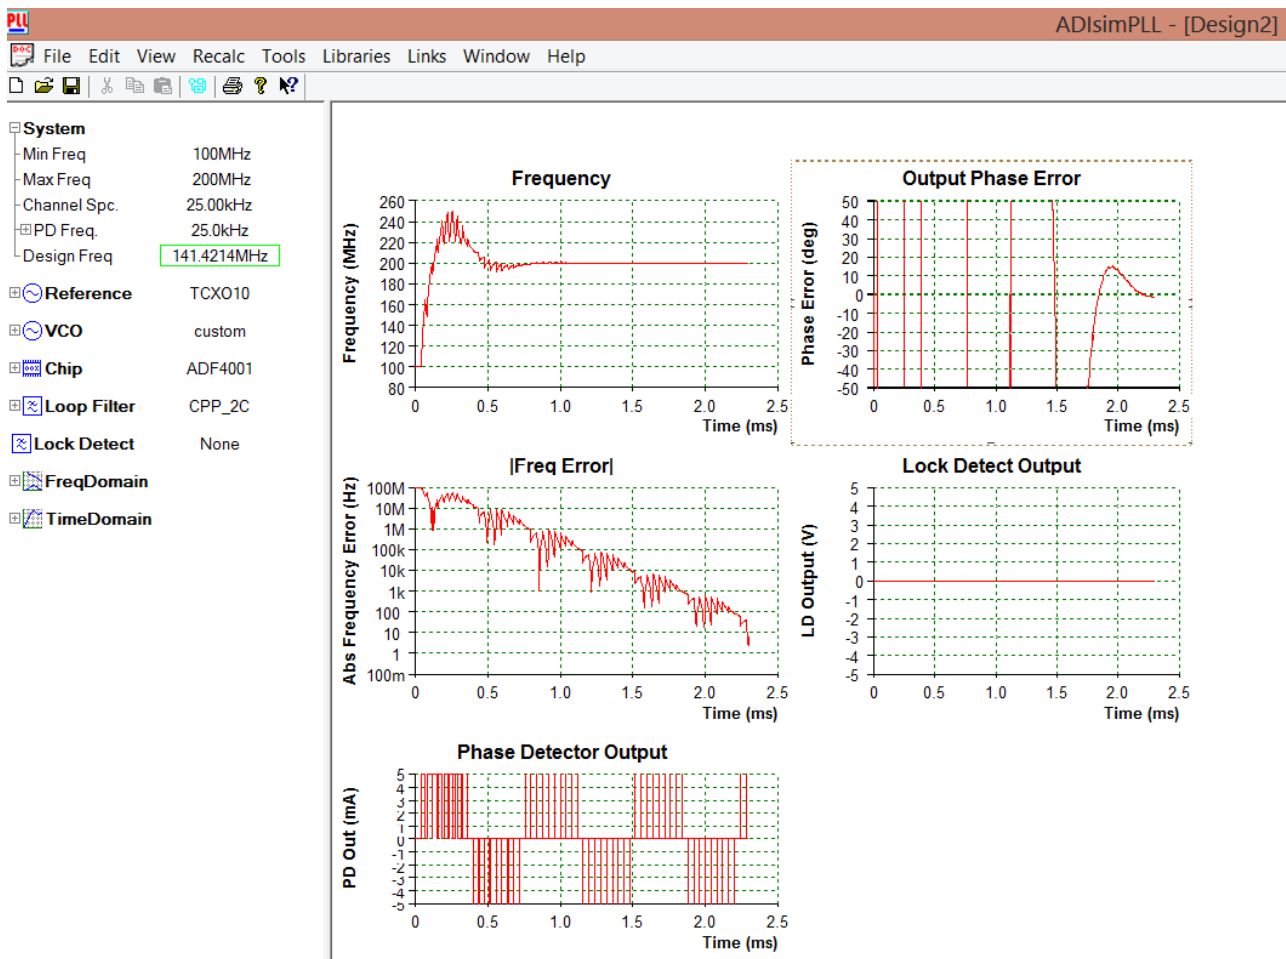 PLL
ADIsimPLL - [Design2]
DOC File Edit View Recalc Tools Libraries Links Window Help
System
Min Freq 100MHz
Max Freq 200MHz
Channel Spc. 25.00kHz
PD Freq. 25.0kHz
Design Freq 141.4214MHz
Reference TCXO10
VCO custom
Chip ADF4001
Loop Filter CPP_2C
Lock Detect None
FreqDomain
TimeDomain
Frequency
Frequency (MHz)
260
240
220
200
180
160
140
120
100
80
0 0.5 1.0 1.5 2.0 2.5
Time (ms)
Output Phase Error
Phase Error (deg)
50
40
30
20
10
0
-10
-20
-30
-40
-50
0 0.5 1.0 1.5 2.0 2.5
Time (ms)
|Freq Error|
Abs Frequency Error (Hz)
100M
10M
1M
100k
10k
1k
100
10
1
100m
0 0.5 1.0 1.5 2.0 2.5
Time (ms)
Lock Detect Output
LD Output (V)
5
4
3
2
1
0
-1
-2
-3
-4
-5
0 0.5 1.0 1.5 2.0 2.5
Time (ms)
Phase Detector Output
PD Out (mA)
5
4
3
2
1
0
-1
-2
-3
-4
-5
0 0.5 1.0 1.5 2.0 2.5
Time (ms)